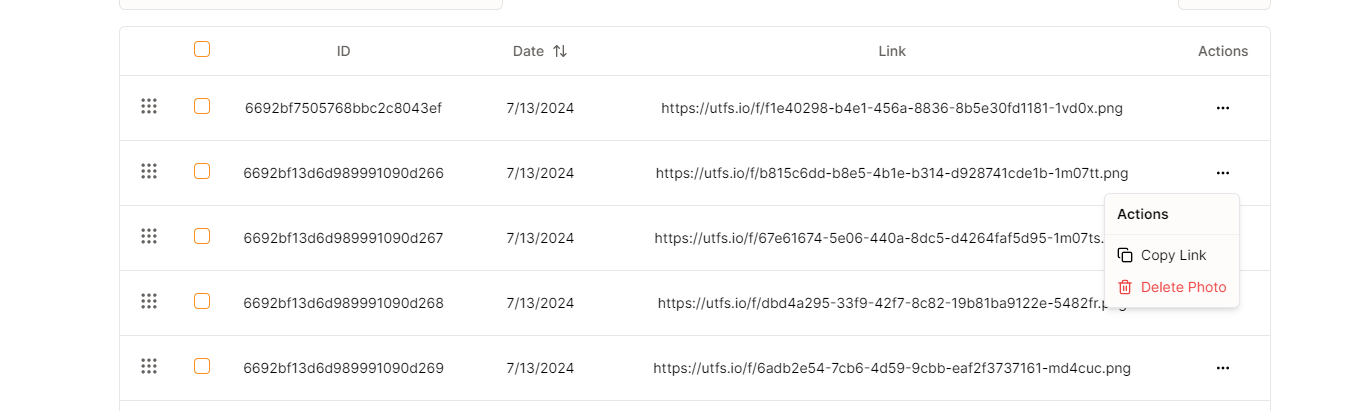 ID Date Link Actions
6692bf7505768bbc2c8043ef 7/13/2024 https://utfs.io/f/f1e40298-b4e1-456a-8836-8b5e30fd1181-1vd0x.png
6692bf13d6d989991090d266 7/13/2024 https://utfs.io/f/b815c6dd-b8e5-4b1e-b314-d928741cde1b-1m07tt.png
Actions
6692bf13d6d989991090d267 7/13/2024 https://utfs.io/f/67e61674-5e06-440a-8dc5-d4264faf5d95-1m07ts.
Copy Link
Delete Photo
6692bf13d6d989991090d268 7/13/2024 https://utfs.io/f/dbd4a295-33f9-42f7-8c82-19b81ba9122e-5482fr.png
6692bf13d6d989991090d269 7/13/2024 https://utfs.io/f/6adb2e54-7cb6-4d59-9cbb-eaf2f3737161-md4cuc.png